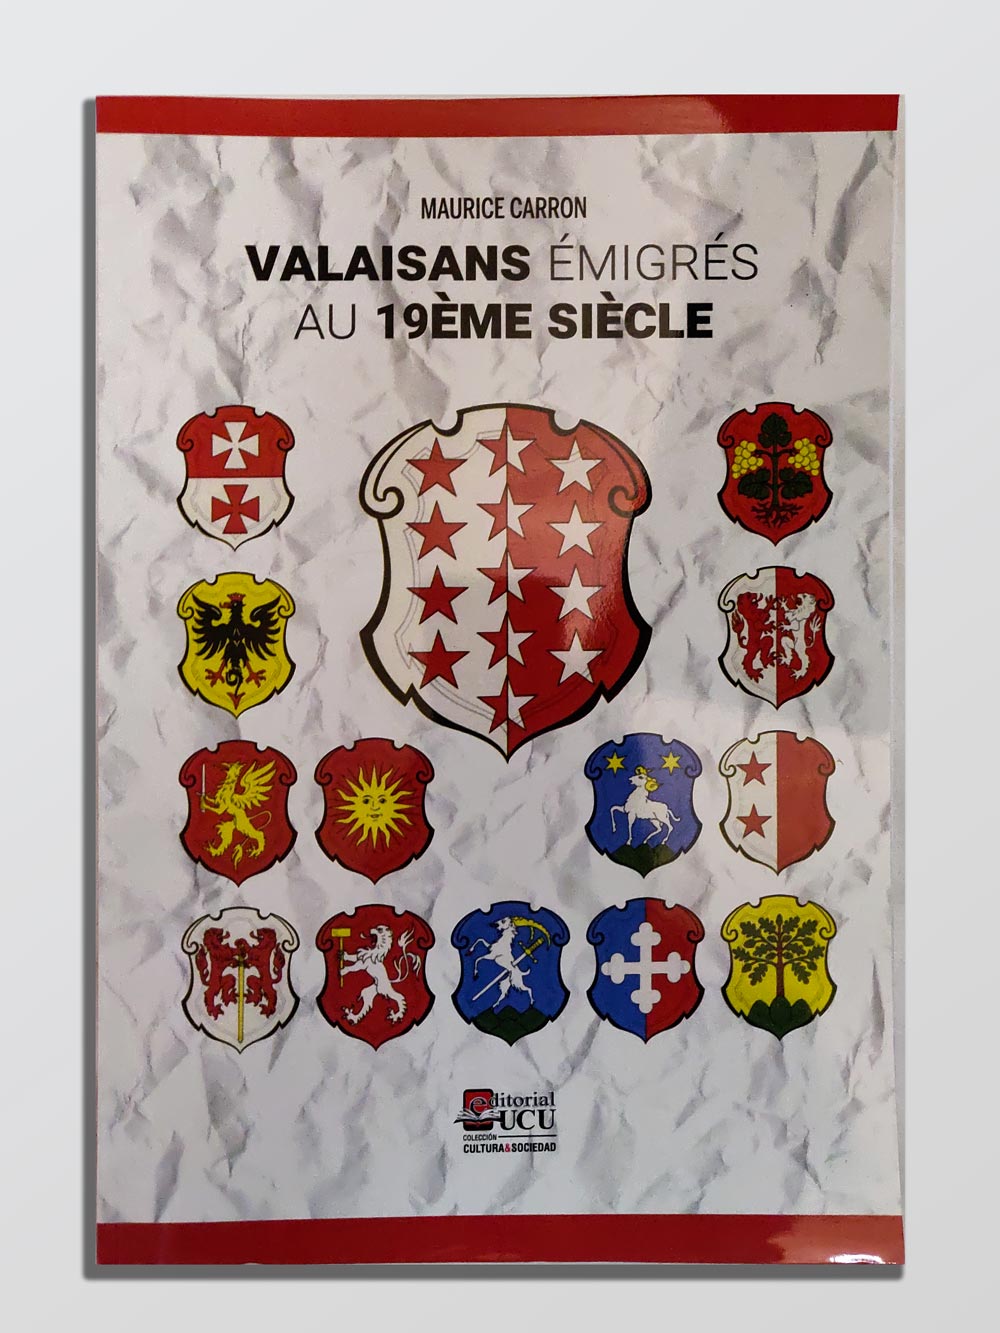 MAURICE CARRON
VALAISANS ÉMIGRÉS
AU 19ÈME SIÈCLE
editorial
UCU
COLECCIÓN
CULTURA&SOCIEDAD